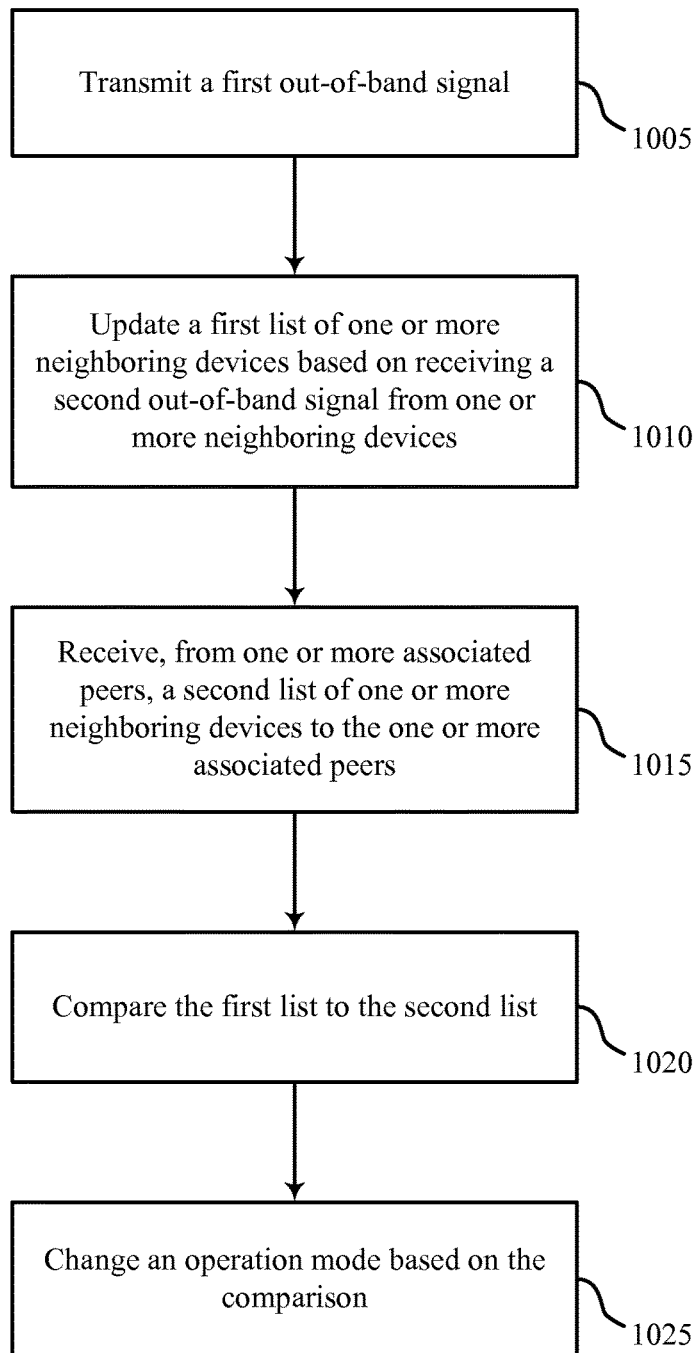 Transmit a first out-of-band signal
1005
Update a first list of one or more
neighboring devices based on receiving a
second out-of-band signal from one or
more neighboring devices
1010
Receive, from one or more associated
peers, a second list of one or more
neighboring devices to the one or more
associated peers
1015
Compare the first list to the second list
1020
Change an operation mode based on the
comparison
1025